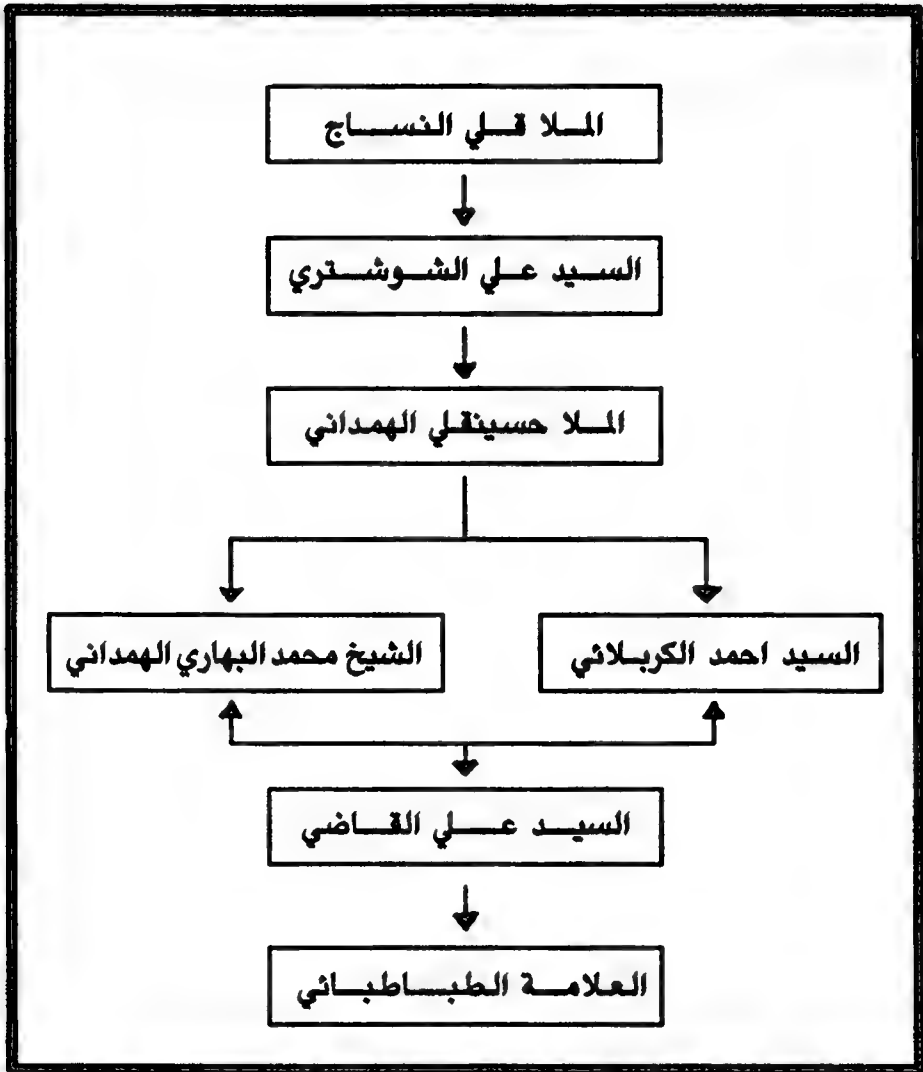 الملا قلي النساج
السيد علي الشوشتري
الملا حسينقلي الهمداني
السيد احمد الكربلائي
الشيخ محمد البهاري الهمداني
السيد علي القاضي
العلامة الطباطبائي